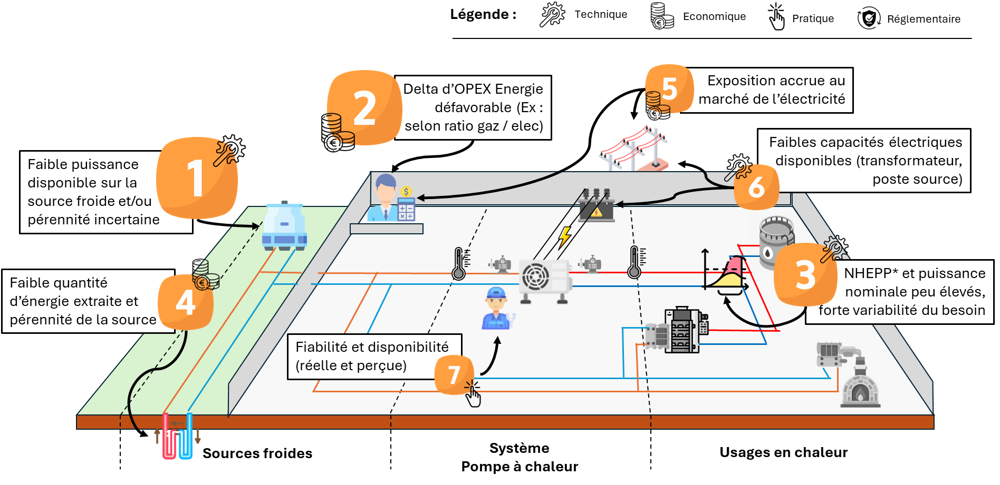 Légende :
Technique
Economique
Pratique
Réglementaire
1
Faible puissance
disponible sur la
source froide et/ou
pérennité incertaine
2
Delta d’OPEX Energie
défavorable (Ex :
selon ratio gaz / elec)
5
Exposition accrue au
marché de l’électricité
6
Faibles capacités électriques
disponibles (transformateur,
poste source)
3
NHEPP* et puissance
nominale peu élevés,
forte variabilité du besoin
4
Faible quantité
d’énergie extraite et
pérennité de la source
7
Fiabilité et disponibilité
(réelle et perçue)
Sources froides
Système
Pompe à chaleur
Usages en chaleur